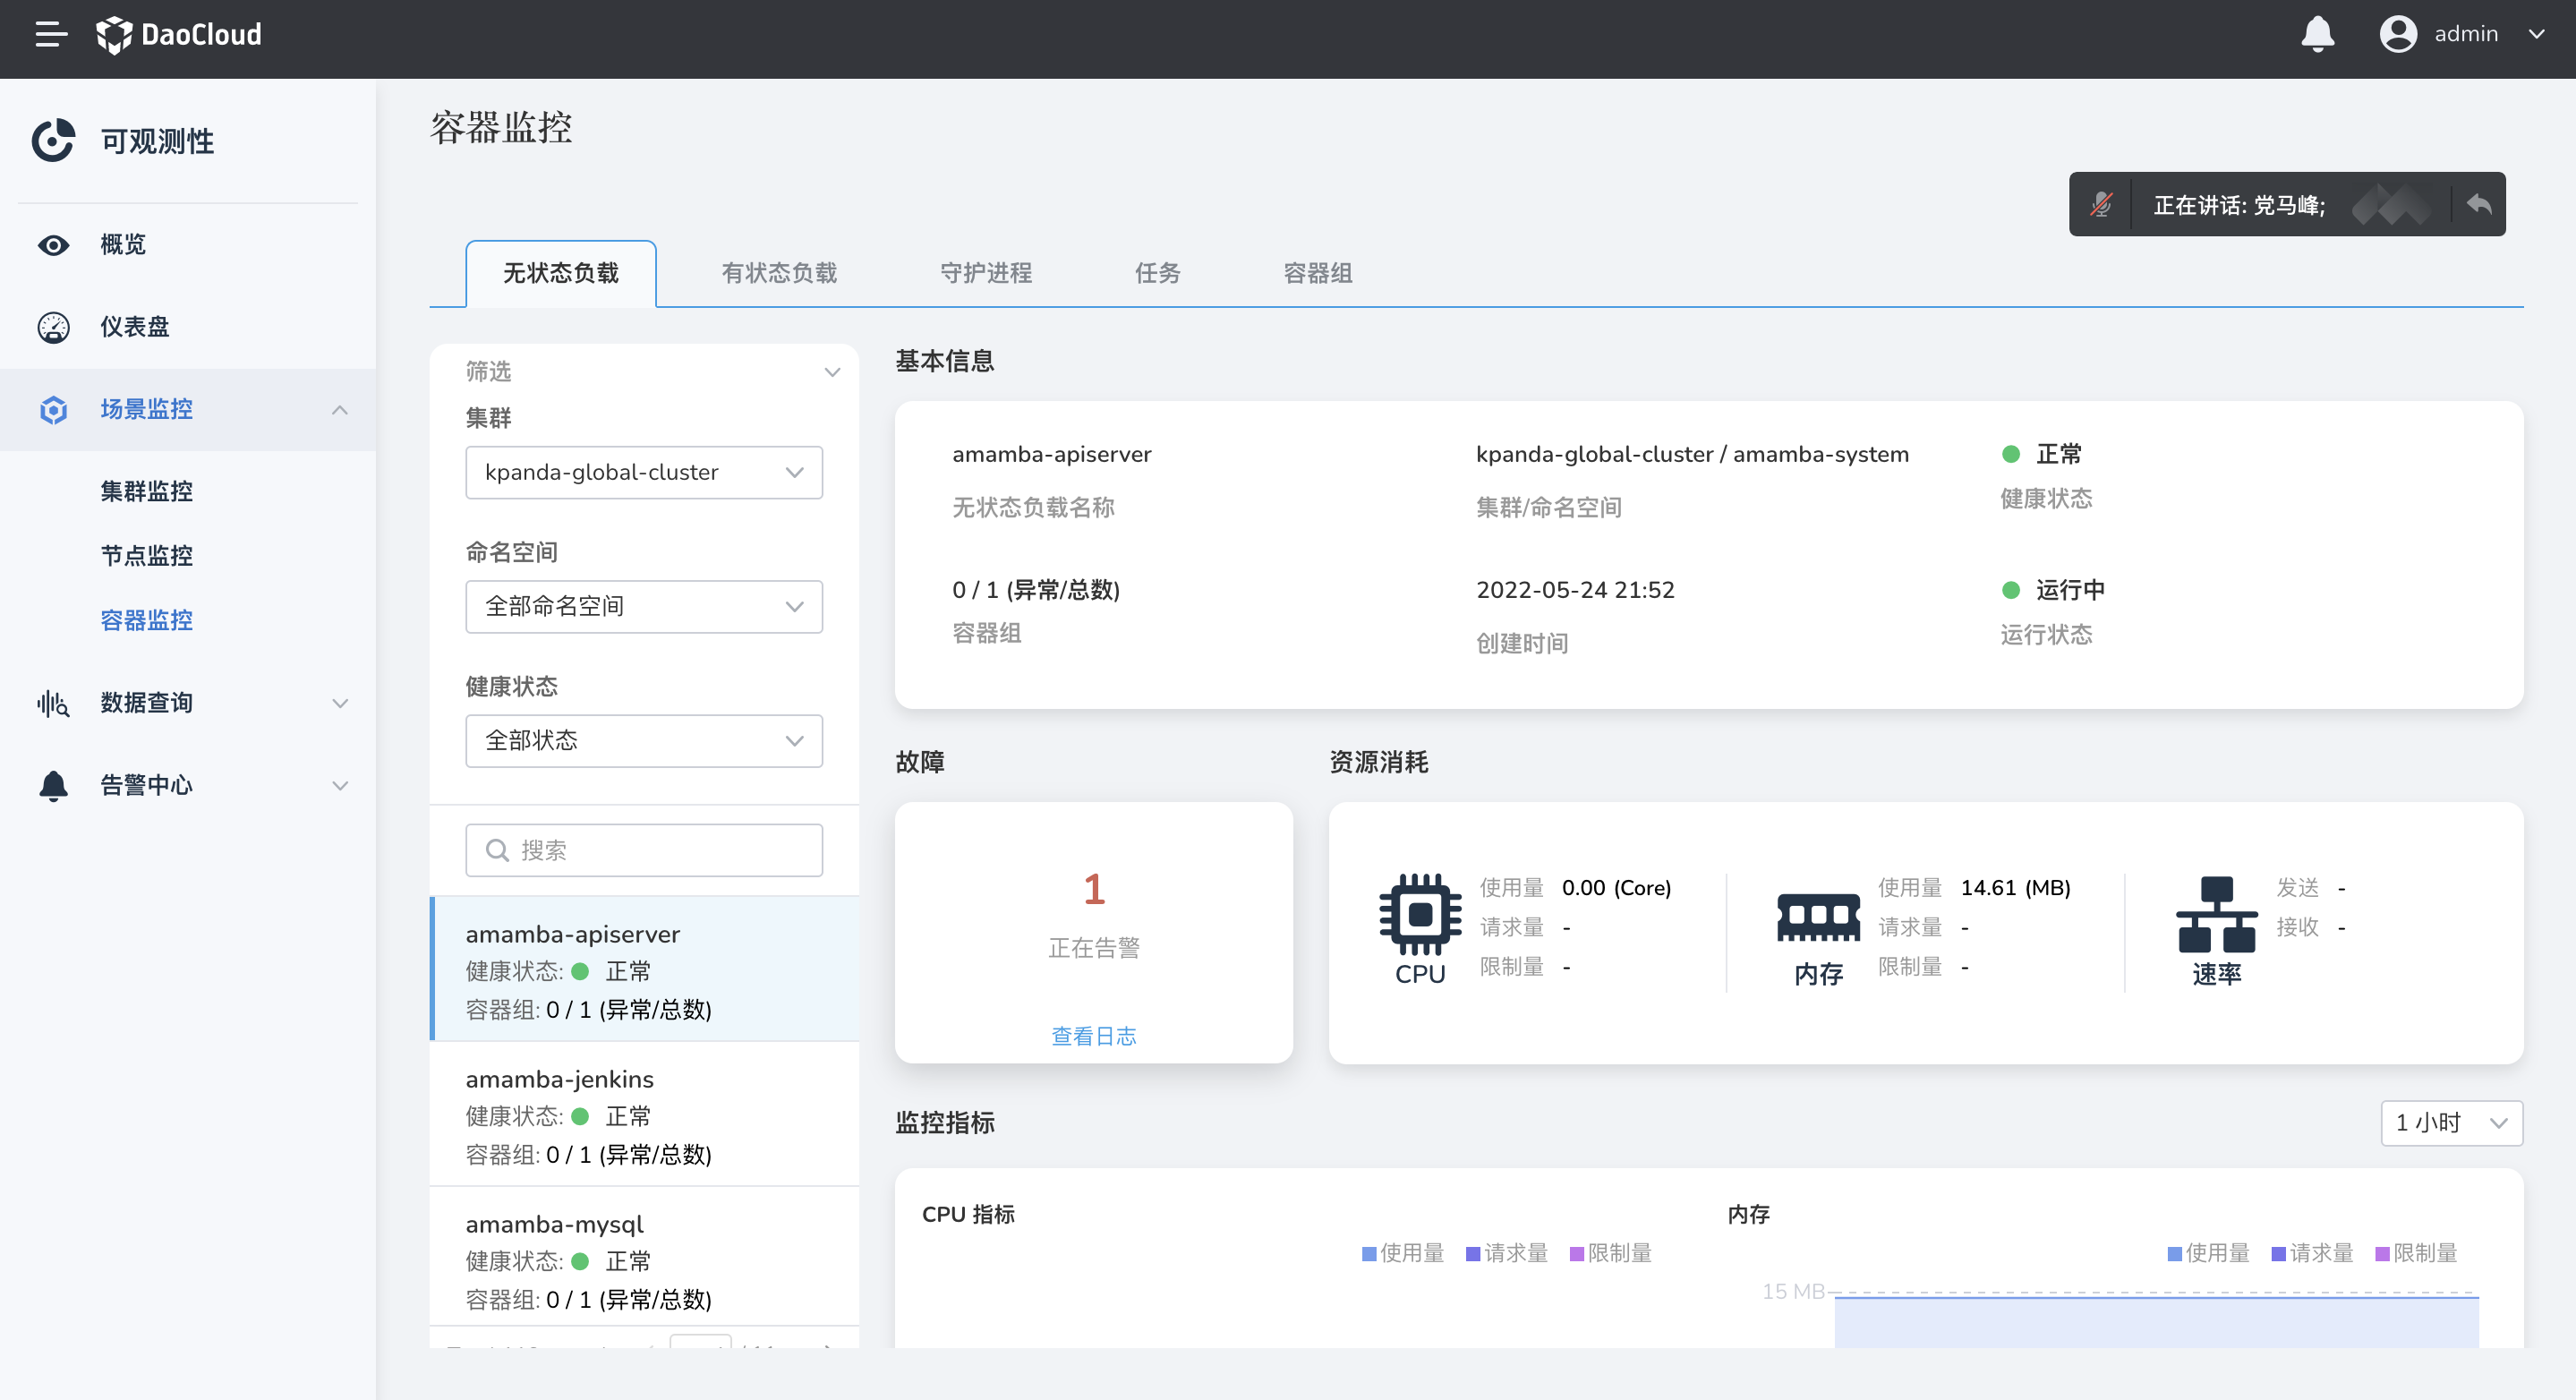 DaoCloud
admin
可观测性
概览
仪表盘
场景监控
集群监控
节点监控
容器监控
数据查询
告警中心
容器监控
正在讲话: 党马峰;
无状态负载
有状态负载
守护进程
任务
容器组
筛选
集群
kpanda-global-cluster
命名空间
全部命名空间
健康状态
全部状态
搜索
amamba-apiserver
健康状态: 正常
容器组: 0 / 1 (异常/总数)
amamba-jenkins
健康状态: 正常
容器组: 0 / 1 (异常/总数)
amamba-mysql
健康状态: 正常
容器组: 0 / 1 (异常/总数)
基本信息
amamba-apiserver
无状态负载名称
kpanda-global-cluster / amamba-system
集群/命名空间
正常
健康状态
0 / 1 (异常/总数)
容器组
2022-05-24 21:52
创建时间
运行中
运行状态
故障
1
正在告警
查看日志
资源消耗
CPU
使用量 0.00 (Core)
请求量 -
限制量 -
内存
使用量 14.61 (MB)
请求量 -
限制量 -
速率
发送 -
接收 -
监控指标
1 小时
CPU 指标
使用量 请求量 限制量
内存
使用量 请求量 限制量
15 MB